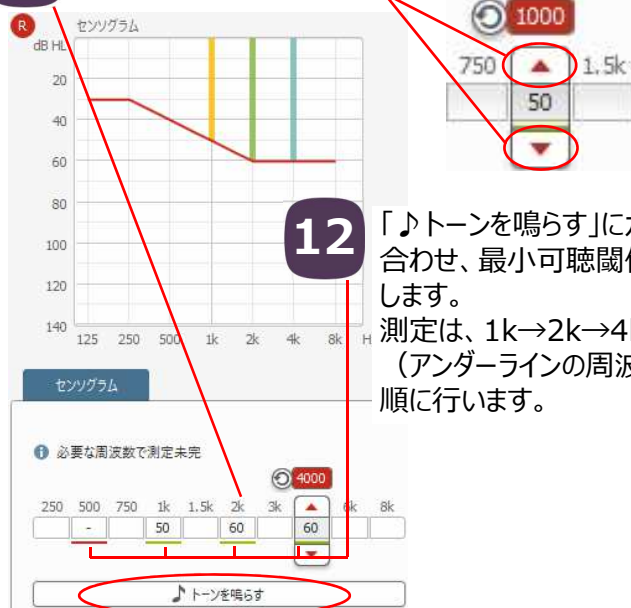 R センソグラム
dB HL
20
40
60
80
100
120
140
125 250 500 1k 2k 4k 8k H
1000
750 1.5k
50
12
「♪トーンを鳴らす」に
合わせ、最小可聴閾
します。
測定は、1k→2k→4
（アンダーラインの周波
順に行います。
センソグラム
必要な周波数で測定未完
4000
250 500 750 1k 1.5k 2k 3k k 8k
- 50 60 60
♪トーンを鳴らす